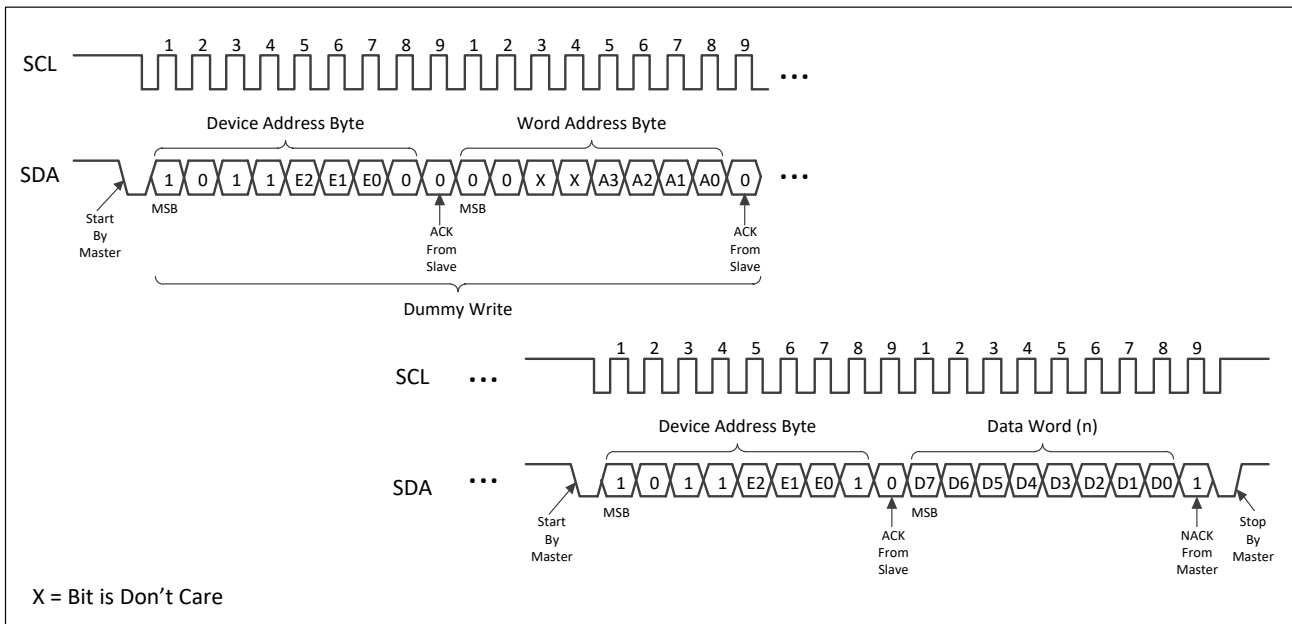 1 2 3 4 5 6 7 8 9 1 2 3 4 5 6 7 8 9
SCL ...
Device Address Byte Word Address Byte
SDA 1 0 1 1 E2 E1 E0 0 0 0 0 X X A3 A2 A1 A0 0 ...
MSB MSB
Start
By
Master
ACK
From
Slave
ACK
From
Slave
Dummy Write
1 2 3 4 5 6 7 8 9 1 2 3 4 5 6 7 8 9
SCL ...
Device Address Byte Data Word (n)
SDA ... 1 0 1 1 E2 E1 E0 1 0 D7 D6 D5 D4 D3 D2 D1 D0 1
MSB MSB
Start
By
Master
ACK
From
Slave
NACK
From
Master
Stop
By
Master
X = Bit is Don't Care